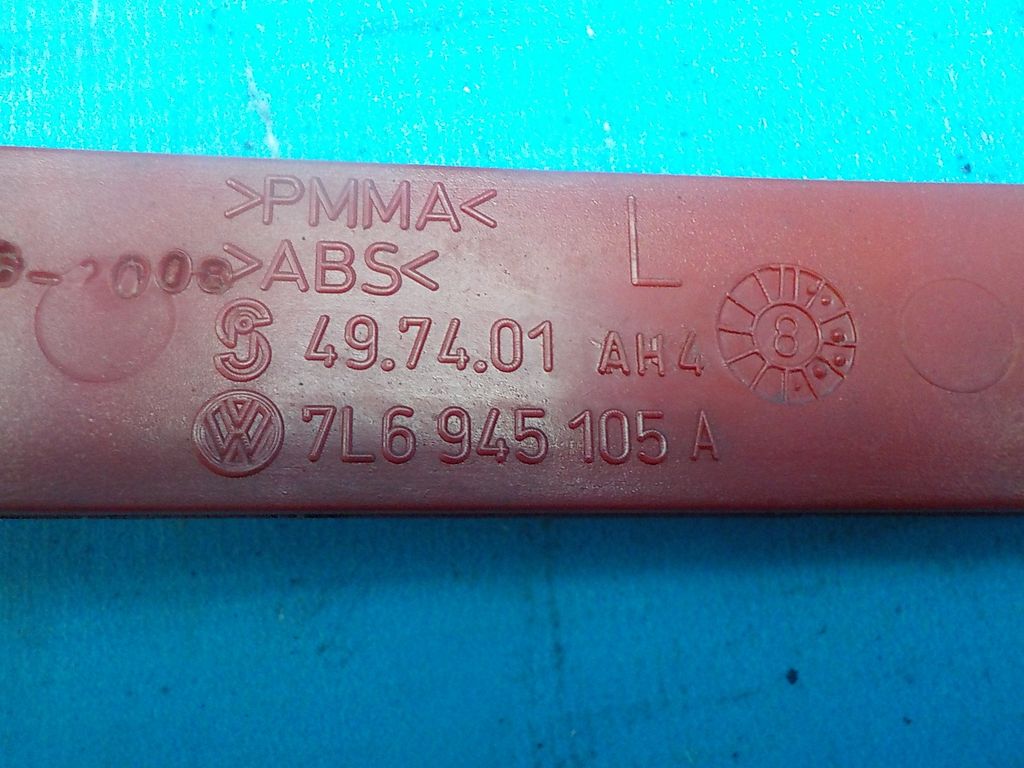 >PMMA<
L
>ABS<
2008
49.74.01 AH4
8
7L6 945 105 A